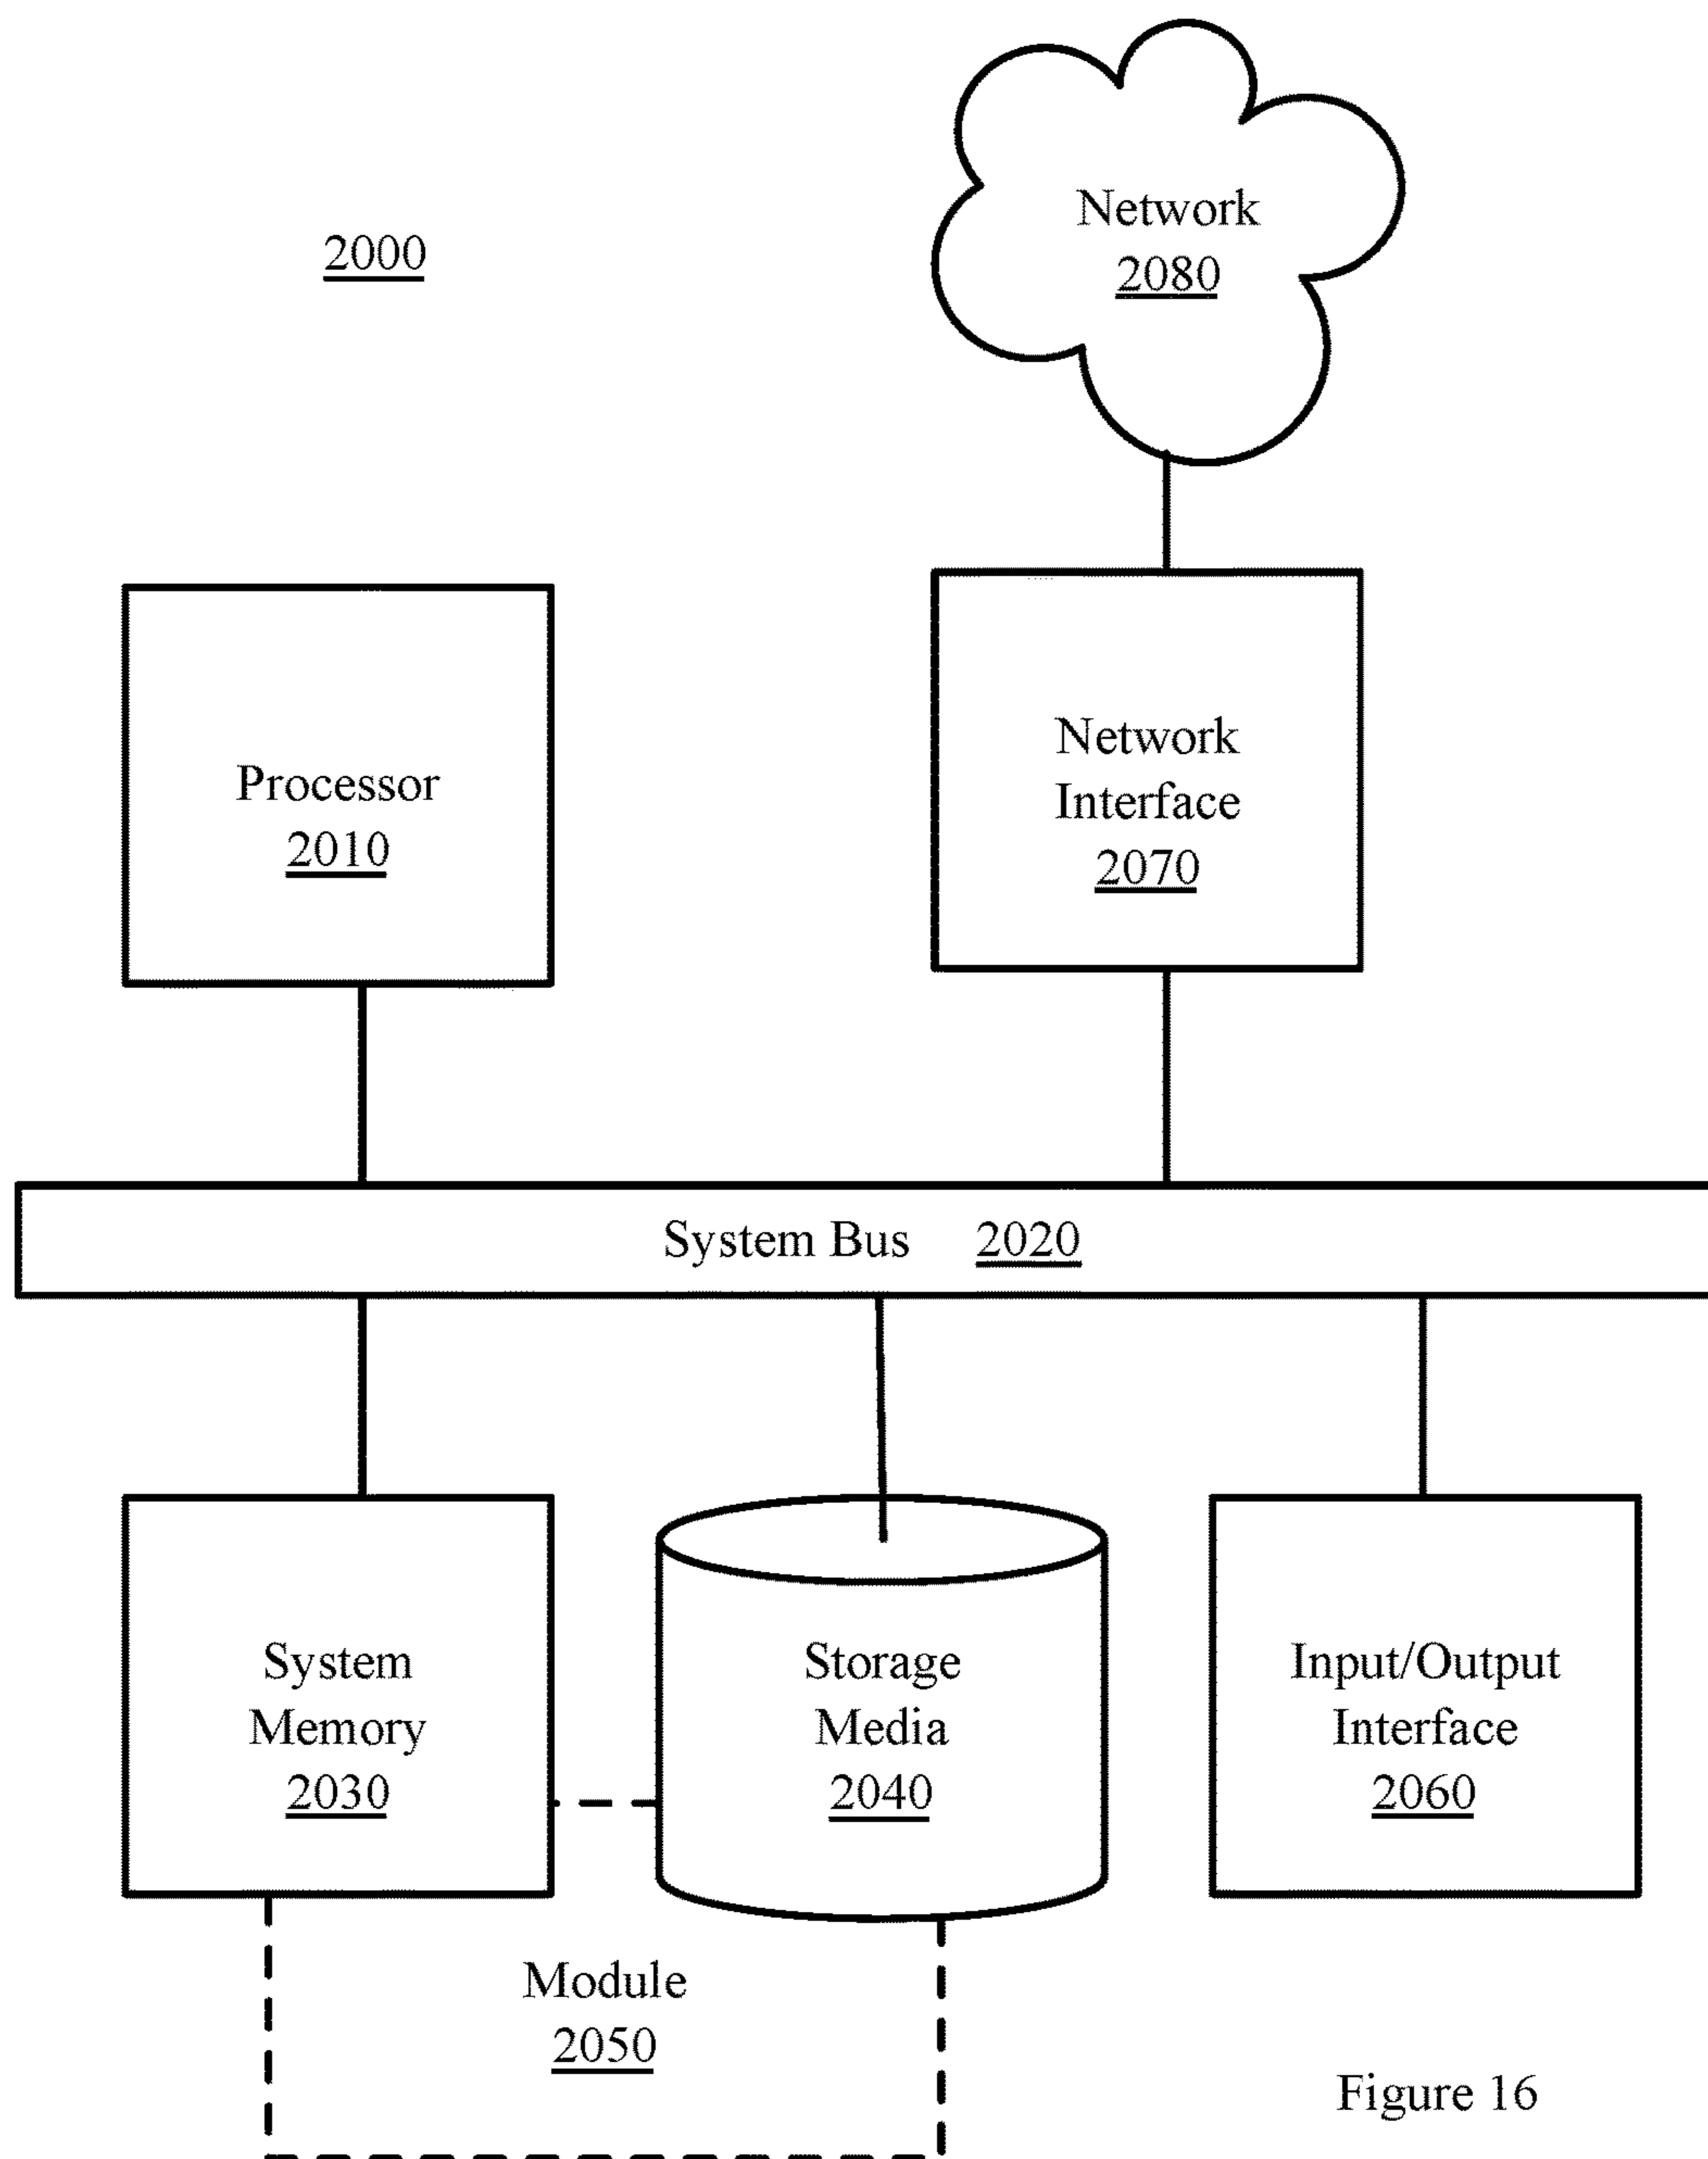 Network
2080
2000
Processor
2010
Network
Interface
2070
System Bus 2020
System
Memory
2030
Storage
Media
2040
Input/Output
Interface
2060
Module
2050
Figure 16